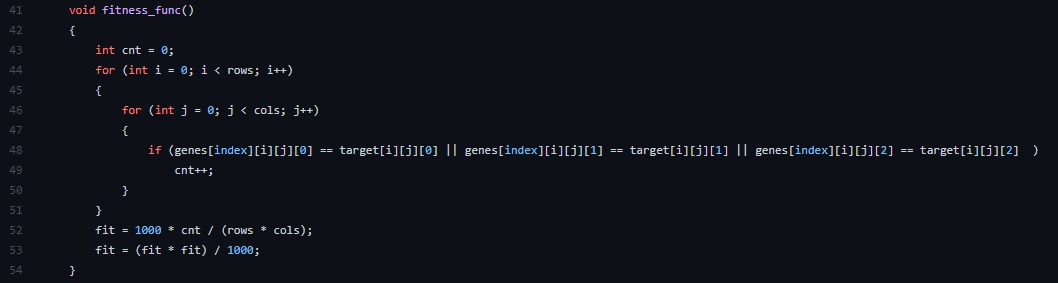 41 void fitness_func()
42 {
43 int cnt = 0;
44 for (int i = 0; i < rows; i++)
45 {
46 for (int j = 0; j < cols; j++)
47 {
48 if (genes[index][i][j][0] == target[i][j][0] || genes[index][i][j][1] == target[i][j][1] || genes[index][i][j][2] == target[i][j][2]  )
49 cnt++;
50 }
51 }
52 fit = 1000 * cnt / (rows * cols);
53 fit = (fit * fit) / 1000;
54 }